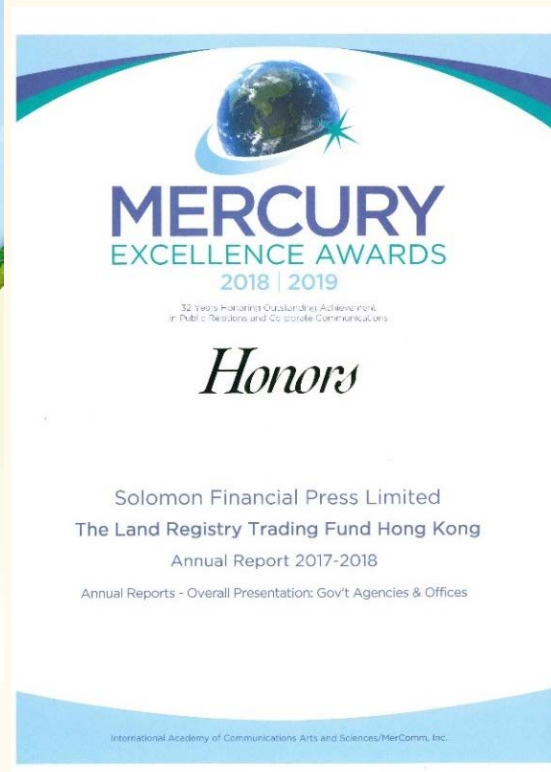 MERCURY
EXCELLENCE AWARDS
2018 | 2019
32 Years Honoring Outstanding Achievement
in Public Relations and Corporate Communications
Honors
Solomon Financial Press Limited
The Land Registry Trading Fund Hong Kong
Annual Report 2017-2018
Annual Reports - Overall Presentation: Gov't Agencies & Offices
International Academy of Communications Arts and Sciences/MerComm, Inc.